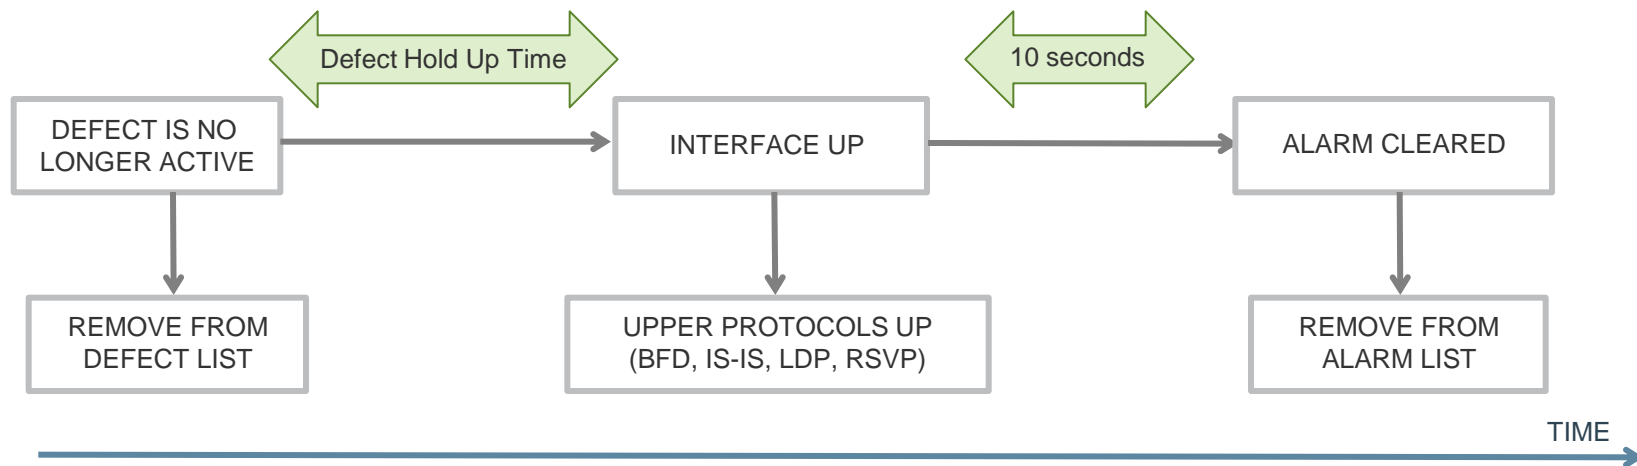 Defect Hold Up Time
10 seconds
DEFECT IS NO
LONGER ACTIVE
INTERFACE UP
ALARM CLEARED
REMOVE FROM
DEFECT LIST
UPPER PROTOCOLS UP
(BFD, IS-IS, LDP, RSVP)
REMOVE FROM
ALARM LIST
TIME